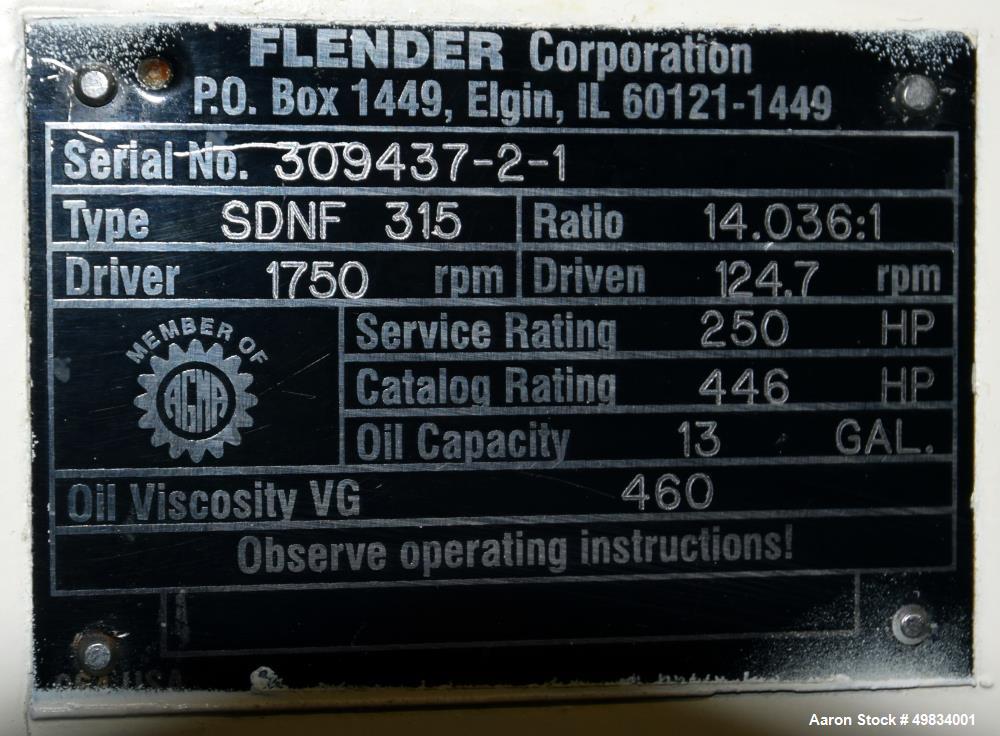 FLENDER Corporation
P.O. Box 1449, Elgin, IL 60121-1449
Serial No. 309437-2-1
Type SDNF 315 Ratio 14.036:1
Driver 1750 rpm Driven 124.7 rpm
MEMBER OF
AGMA
Service Rating 250 HP
Catalog Rating 446 HP
Oil Capacity 13 GAL.
Oil Viscosity VG 460
Observe operating instructions!
USA
Aaron Stock # 49834001